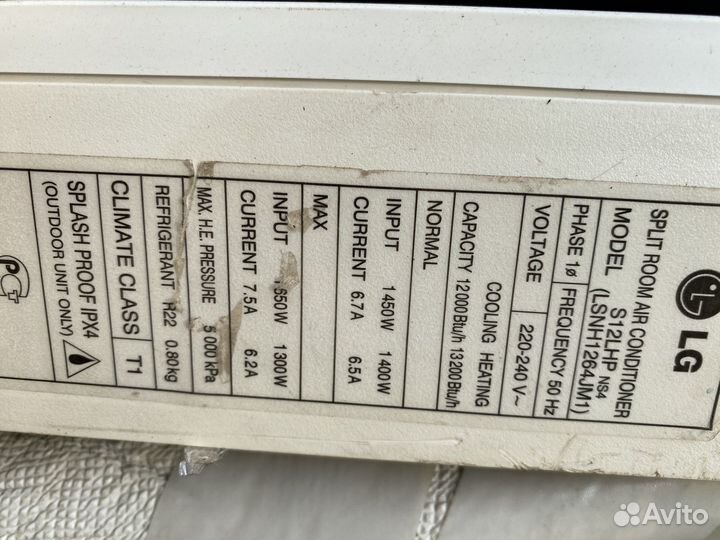 LG
SPLIT ROOM AIR CONDITIONER
MODEL S12LHP NS4
(LSNH1264JM1)
PHASE 1ø FREQUENCY 50 Hz
VOLTAGE 220-240 V~
COOLING HEATING
CAPACITY 12000Btu/h 13200Btu/h
NORMAL
INPUT 1450W 1400W
CURRENT 6.7A 6.5A
MAX
INPUT 1300W
CURRENT 7.5A 6.2A
MAX. H.E. PRESSURE 5 000 kPa
REFRIGERANT R22 0.80kg
CLIMATE CLASS T1
SPLASH PROOF IPX4
(OUTDOOR UNIT ONLY)
Avito